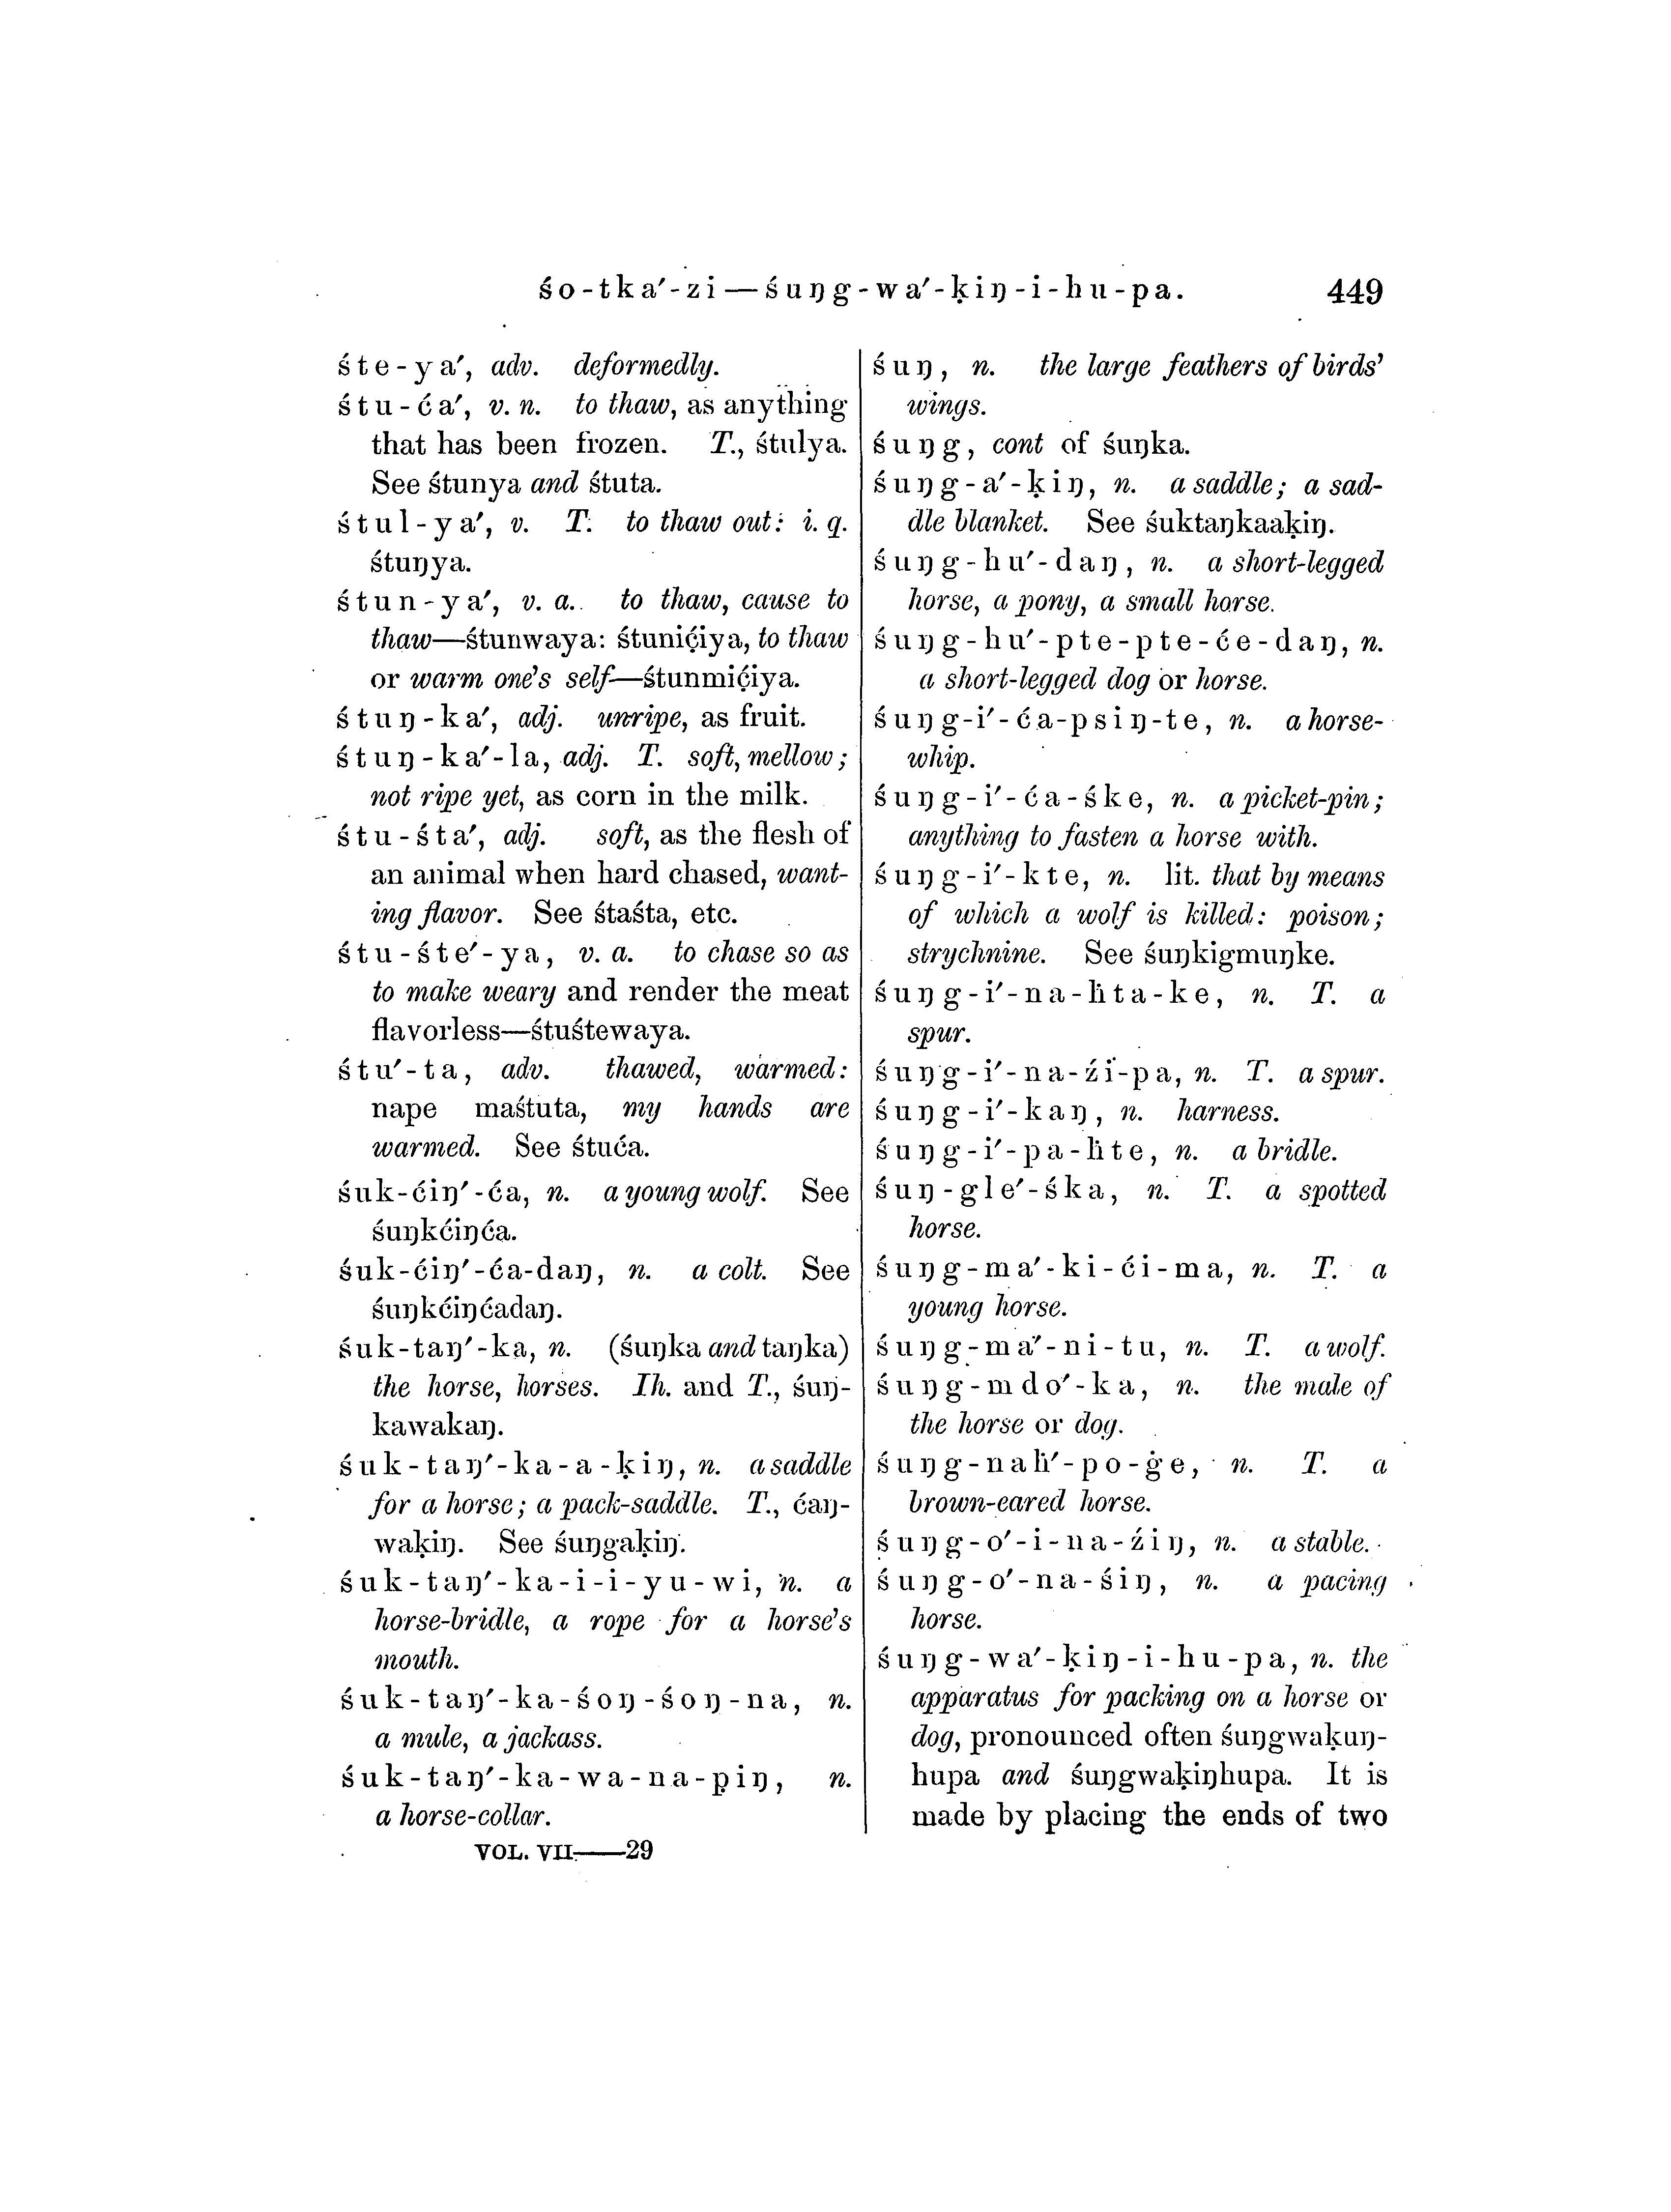 śo-tka′-zi—śuŋg-wa′-ḳiŋ-i-hu-pa. 449
śte-ya′, adv. deformedly.
śtu-ća′, v. n. to thaw, as anything
that has been frozen. T., śtulya.
See śtunya and śtuta.
śtul-ya′, v. T. to thaw out: i. q.
śtuŋya.
śtun-ya′, v. a. to thaw, cause to
thaw—śtunwaya: śtunić̣iya, to thaw
or warm one's self—śtunmić̣iya.
śtuŋ-ka′, adj. unripe, as fruit.
śtuŋ-ka′-la, adj. T. soft, mellow;
not ripe yet, as corn in the milk.
śtu-śta′, adj. soft, as the flesh of
an animal when hard chased, want-
ing flavor. See śtaśta, etc.
śtu-śte′-ya, v. a. to chase so as
to make weary and render the meat
flavorless—śtuśtewaya.
śtu′-ta, adv. thawed, warmed:
nape maśtuta, my hands are
warmed. See śtuća.
śuk-ćiŋ′-ća, n. a young wolf. See
śuŋkćiŋća.
śuk-ćiŋ′-ća-daŋ, n. a colt. See
śuŋkćiŋćadaŋ.
śuk-taŋ′-ka, n. (śuŋka and taŋka)
the horse, horses. Ih. and T., śuŋ-
kawakaŋ.
śuk-taŋ′-ka-a-ḳiŋ, n. a saddle
for a horse; a pack-saddle. T., ćaŋ-
waḳiŋ. See śuŋgaḳiŋ.
śuk-taŋ′-ka-i-i-yu-wi, n. a
horse-bridle, a rope for a horse's
mouth.
śuk-taŋ′-ka-śoŋ-śoŋ-na, n.
a mule, a jackass.
śuk-taŋ′-ka-wa-na-piŋ, n.
a horse-collar.
VOL. VII——29
śuŋ, n. the large feathers of birds'
wings.
śuŋg, cont of śuŋka.
śuŋg-a′-ḳiŋ, n. a saddle; a sad-
dle blanket. See śuktaŋkaaḳiŋ.
śuŋg-hu′-daŋ, n. a short-legged
horse, a pony, a small horse.
śuŋg-hu′-pte-pte-će-daŋ, n.
a short-legged dog or horse.
śuŋg-i′-ća-psiŋ-te, n. a horse-
whip.
śuŋg-i′-ća-śke, n. a picket-pin;
anything to fasten a horse with.
śuŋg-i′-kte, n. lit. that by means
of which a wolf is killed: poison;
strychnine. See śuŋkigmuŋke.
śuŋg-i′-na-ḣta-ke, n. T. a
spur.
śuŋg-i′-na-źi-pa, n. T. a spur.
śuŋg-i′-kaŋ, n. harness.
śuŋg-i′-pa-ḣte, n. a bridle.
śuŋ-gle′-śka, n. T. a spotted
horse.
śuŋg-ma′-ki-ći-ma, n. T. a
young horse.
śuŋg-ma′-ni-tu, n. T. a wolf.
śuŋg-mdo′-ka, n. the male of
the horse or dog.
śuŋg-naḣ′-po-ġe, n. T. a
brown-eared horse.
śuŋg-o′-i-na-źiŋ, n. a stable.
śuŋg-o′-na-śiŋ, n. a pacing
horse.
śuŋg-wa′-ḳiŋ-i-hu-pa, n. the
apparatus for packing on a horse or
dog, pronounced often śuŋgwaḳuŋ-
hupa and śuŋgwaḳiŋhupa. It is
made by placing the ends of two